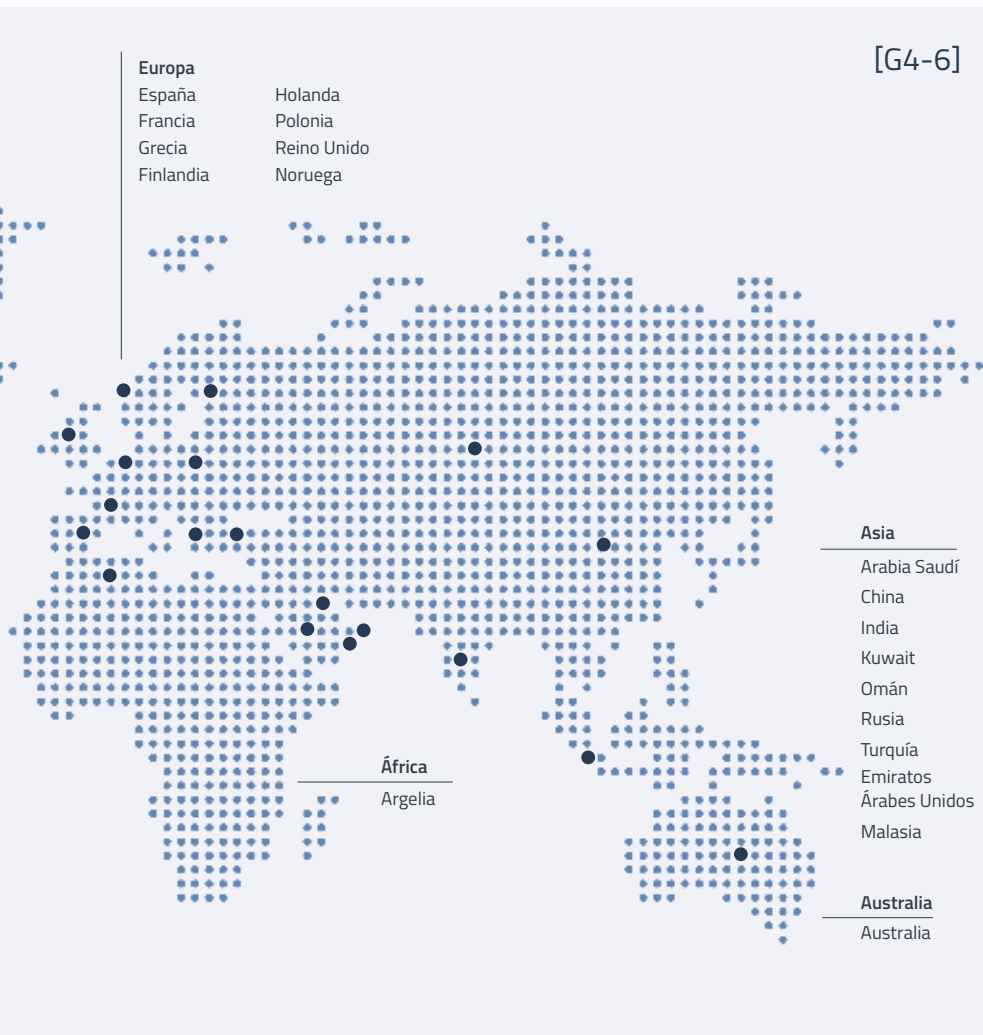 [G4-6]
Europa
España
Francia
Grecia
Finlandia
Holanda
Polonia
Reino Unido
Noruega
Asia
Arabia Saudí
China
India
Kuwait
Omán
Rusia
Turquía
Emiratos
Árabes Unidos
Malasia
África
Argelia
Australia
Australia